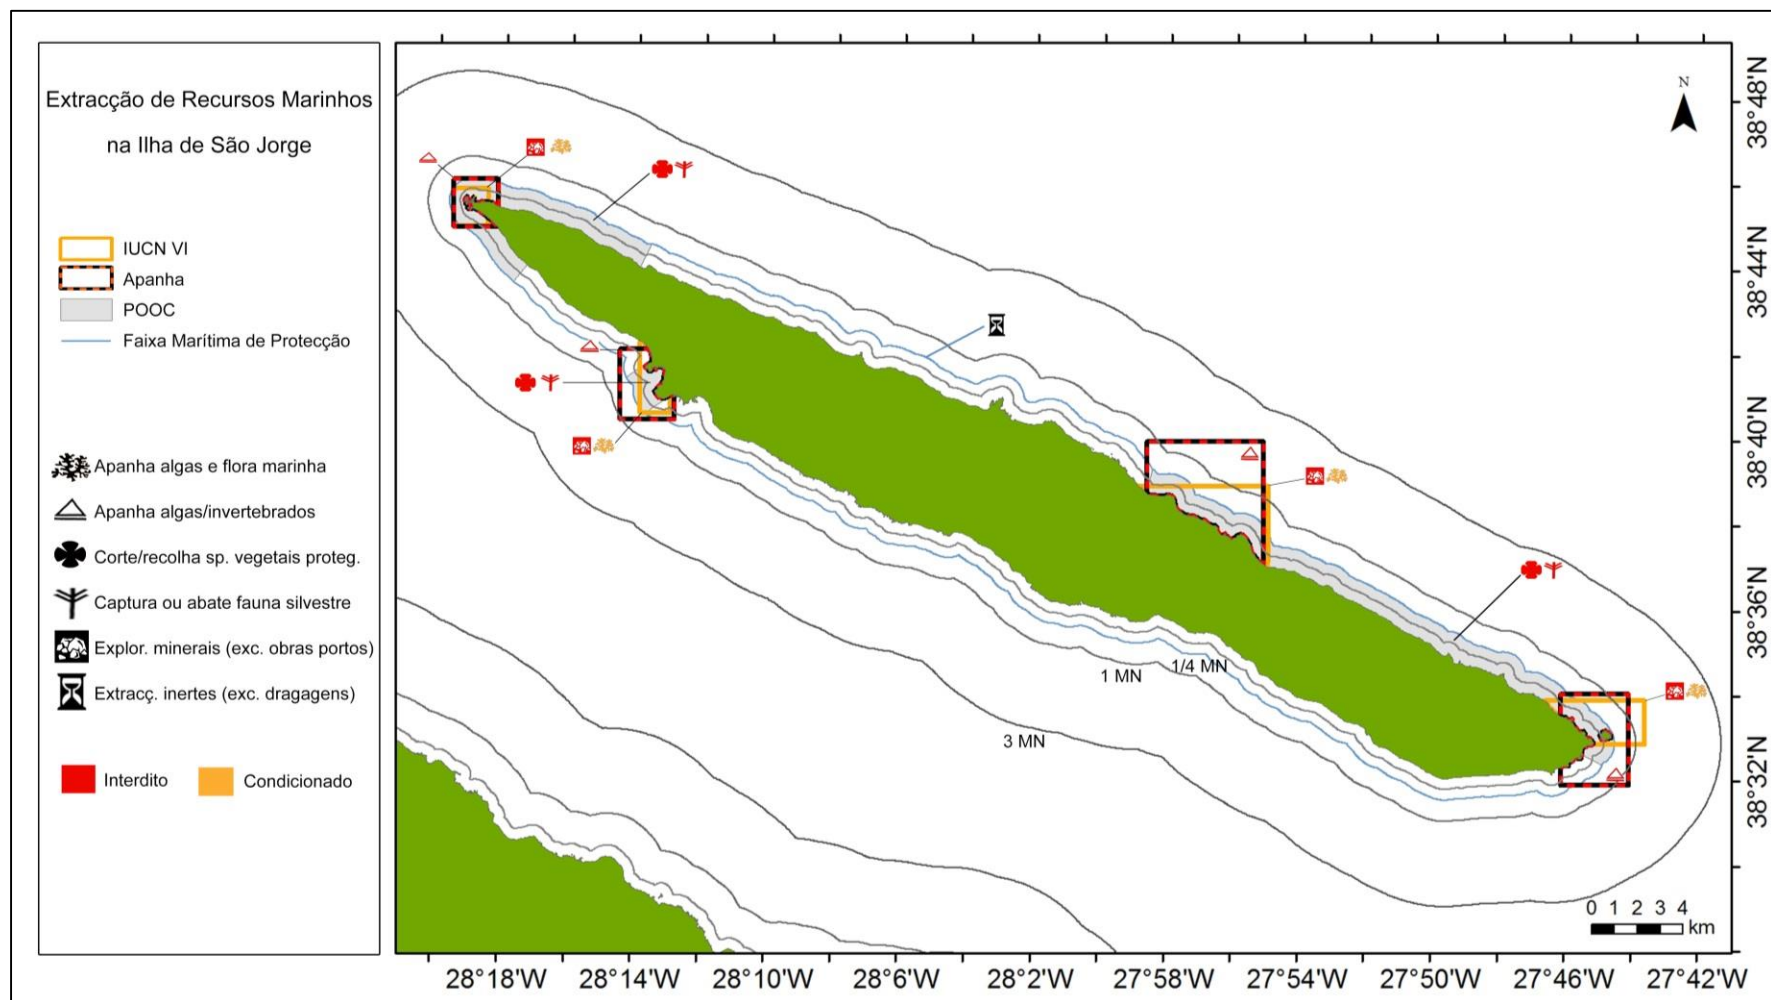 Extracção de Recursos Marinhos
na Ilha de São Jorge
IUCN VI
Apanha
POOC
Faixa Marítima de Protecção
Apanha algas e flora marinha
Apanha algas/invertebrados
Corte/recolha sp. vegetais proteg.
Captura ou abate fauna silvestre
Explor. minerais (exc. obras portos)
Extracç. inertes (exc. dragagens)
Interdito
Condicionado
N
1/4 MN
1 MN
3 MN
0 1 2 3 4
km
38°48'N
38°44'N
38°40'N
38°36'N
38°32'N
28°18'W 28°14'W 28°10'W 28°6'W 28°2'W 27°58'W 27°54'W 27°50'W 27°46'W 27°42'W